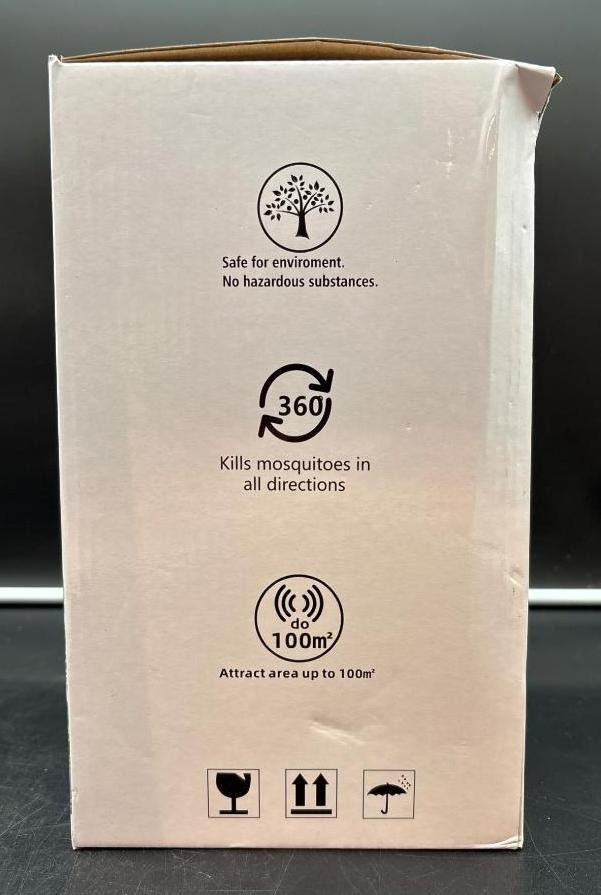 Safe for enviroment.
No hazardous substances.
360°
Kills mosquitoes in
all directions
do
100m²
Attract area up to 100m²